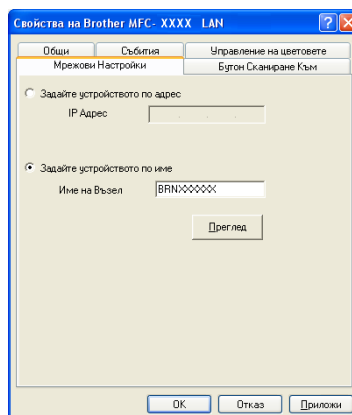 Свойства на Brother MFC- XXXX LAN
Общи Събития Управление на цветовете
Мрежови Настройки Бутон Сканиране Към
Задайте устройството по адрес
IP Адрес
Задайте устройството по име
Име на Възел BRNXXXXXX
Преглед
OK Отказ Приложи